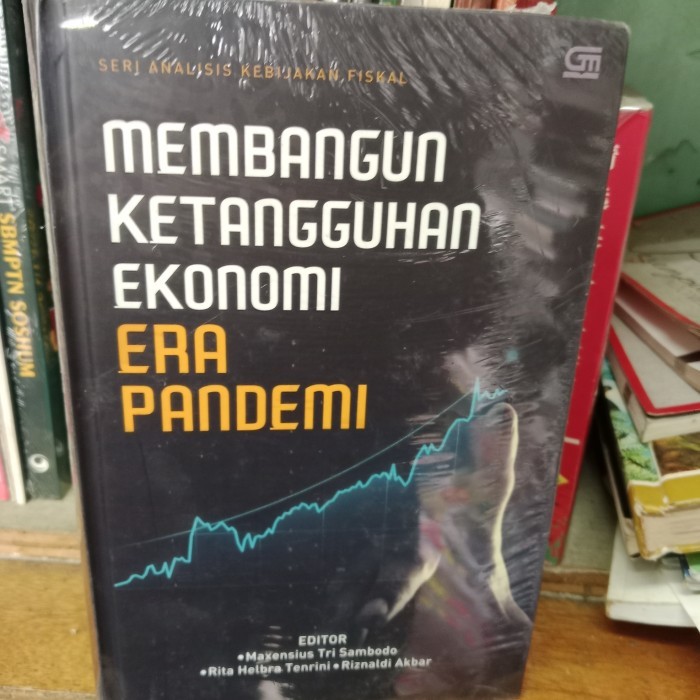 SERI ANALISIS KEBIJAKAN FISKAL
GM
MEMBANGUN
KETANGGUHAN
EKONOMI
ERA
PANDEMI
EDITOR
•Maxensius Tri Sambodo
•Rita Helbra Tenrini •Riznaldi Akbar
SBMPTN SOSHUM